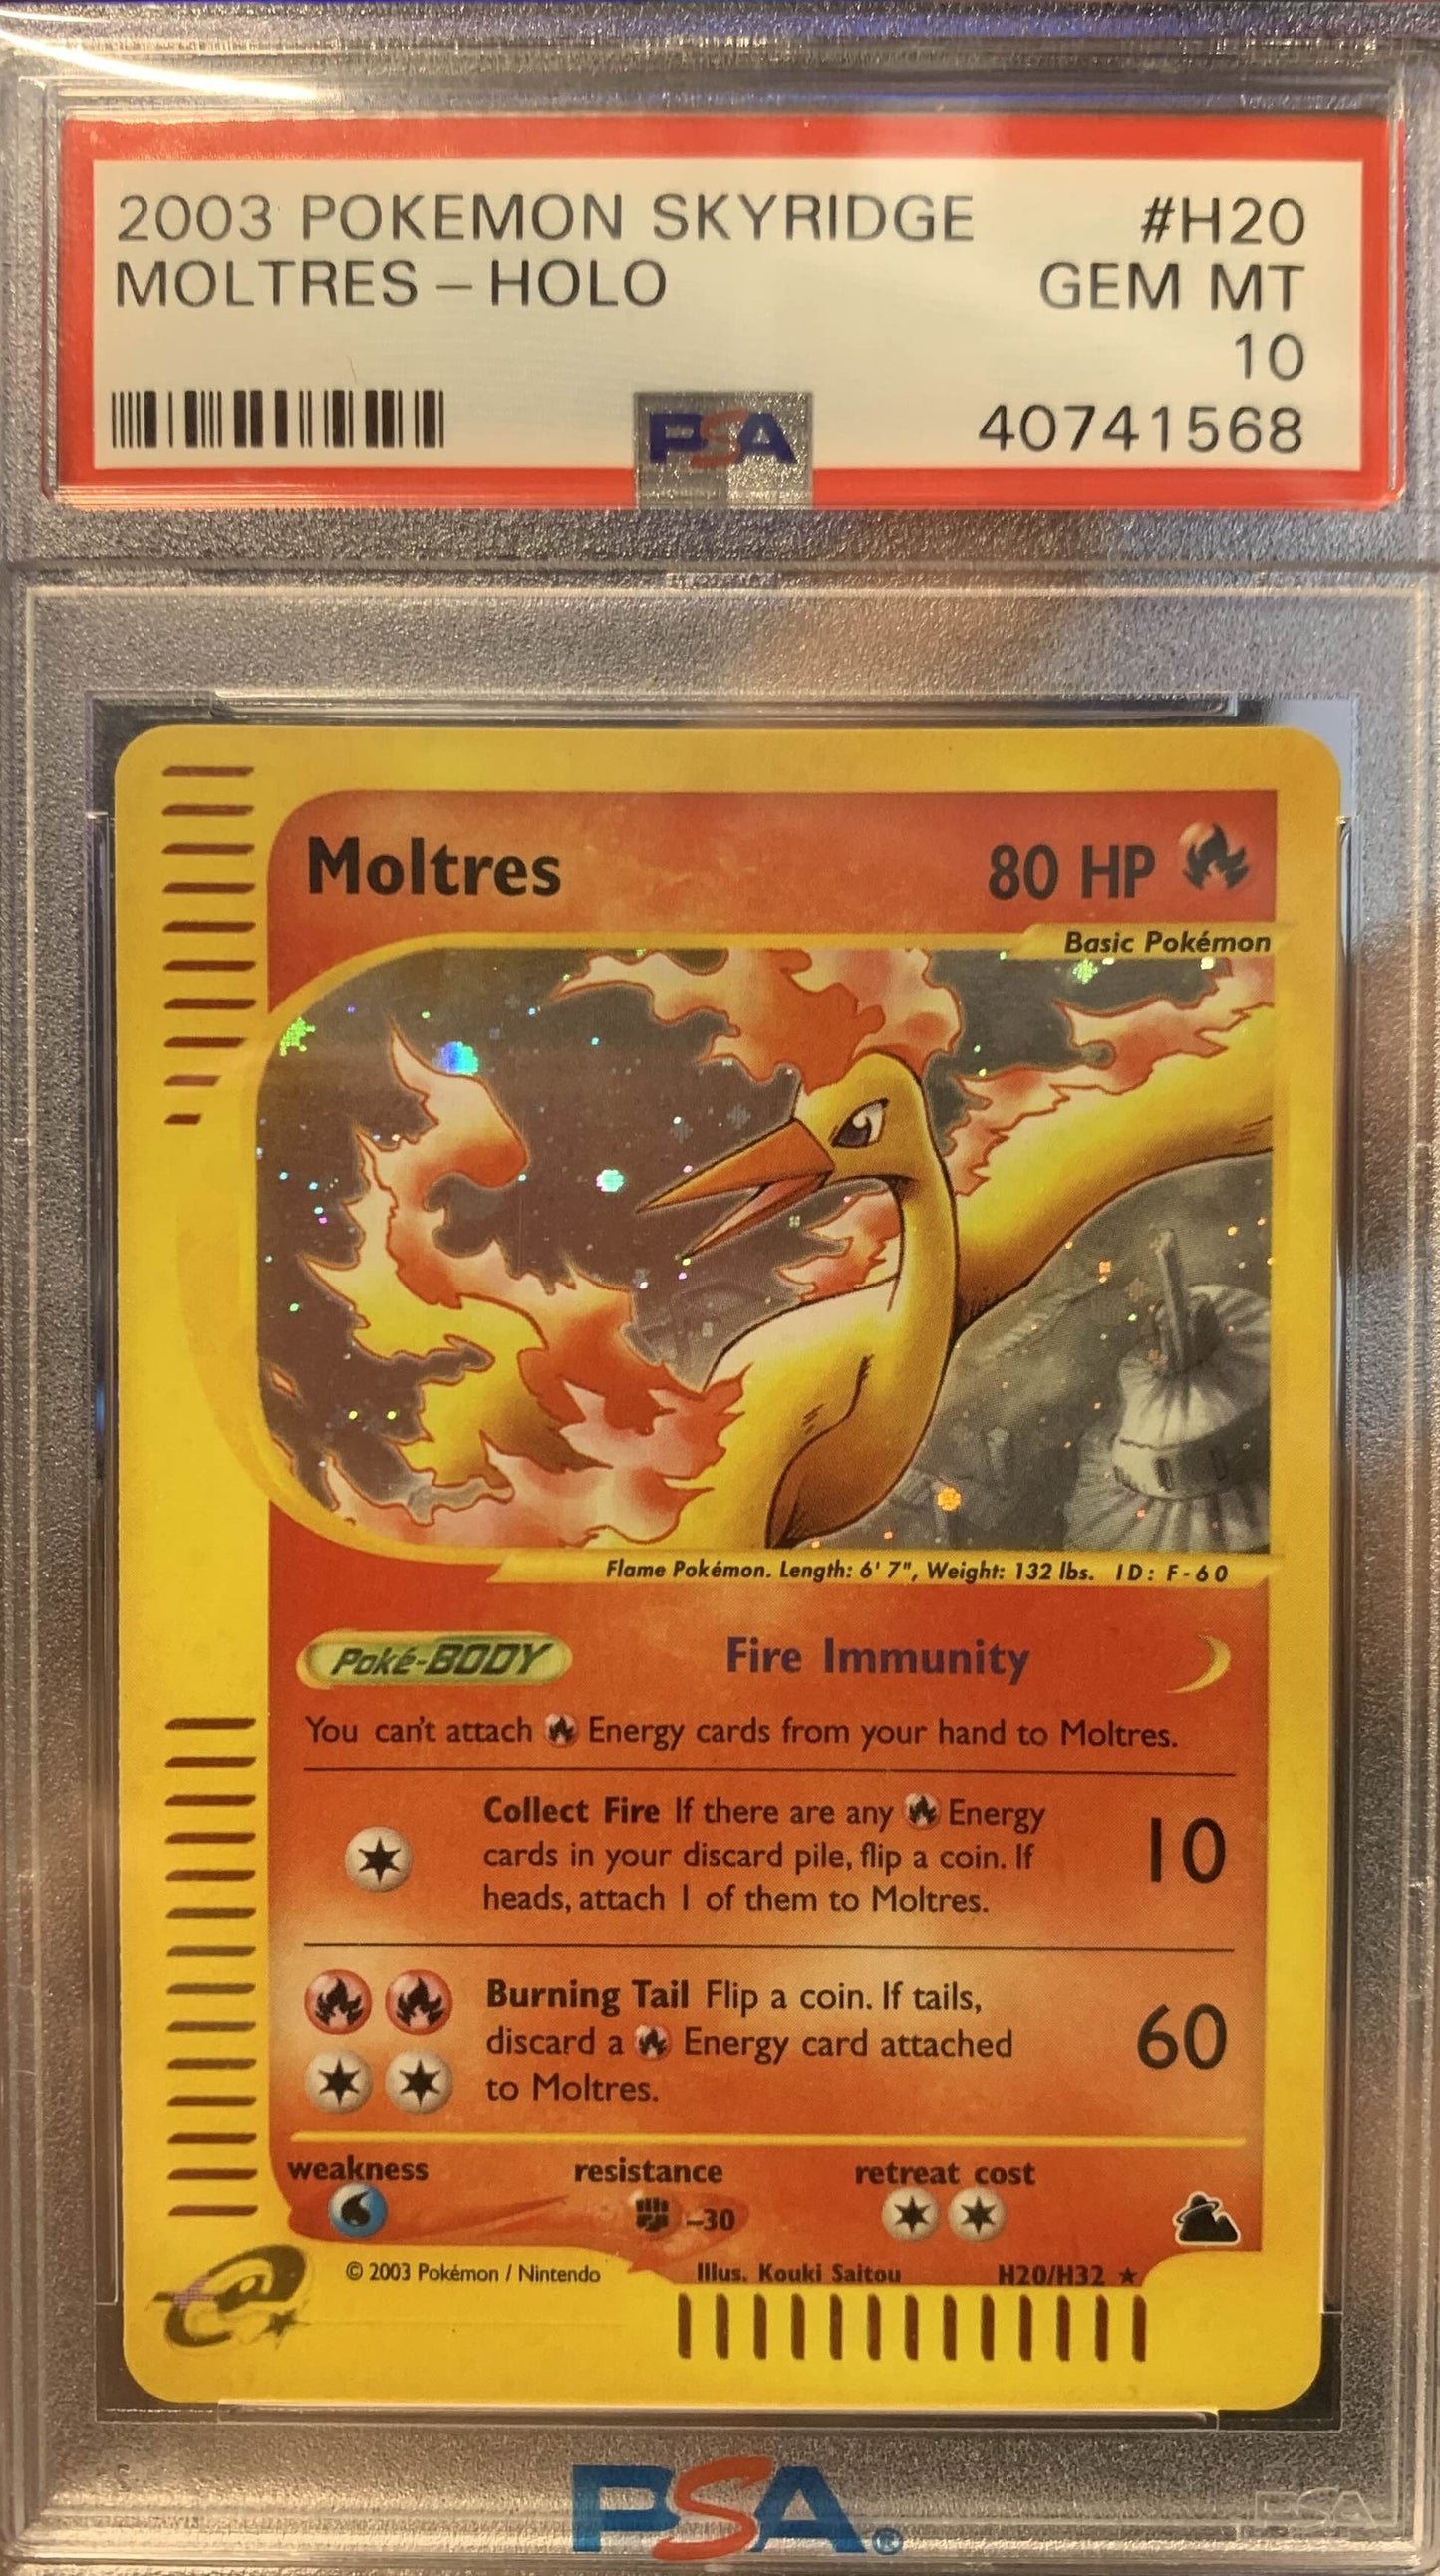 2003 POKEMON SKYRIDGE #H20
MOLTRES – HOLO GEM MT
10
PSA 40741568
Moltres 80 HP
Basic Pokémon
Flame Pokémon. Length: 6' 7", Weight: 132 lbs. ID: F-60
Poké-BODY Fire Immunity
You can't attach Energy cards from your hand to Moltres.
Collect Fire If there are any Energy
cards in your discard pile, flip a coin. If
heads, attach 1 of them to Moltres.
10
Burning Tail Flip a coin. If tails,
discard a Energy card attached
to Moltres.
60
weakness resistance retreat cost
–30
© 2003 Pokémon / Nintendo Illus. Kouki Saitou H20/H32 ★
e
PSA®
PSA